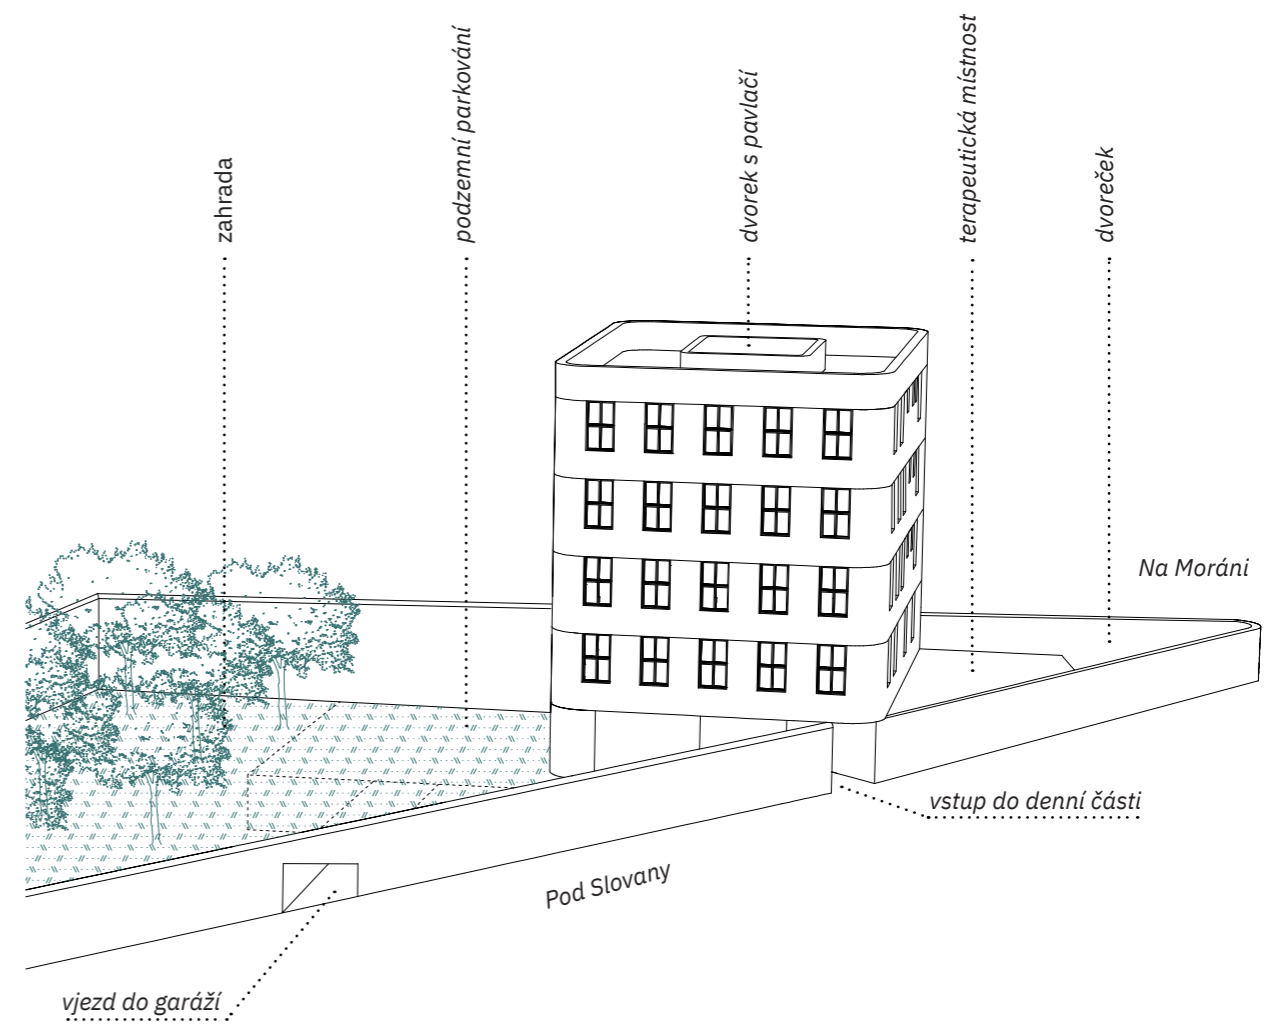 zahrada
podzemní parkování
dvorek s pavlačí
terapeutická místnost
dvoreček
Na Moráni
vstup do denní části
Pod Slovany
vjezd do garáží